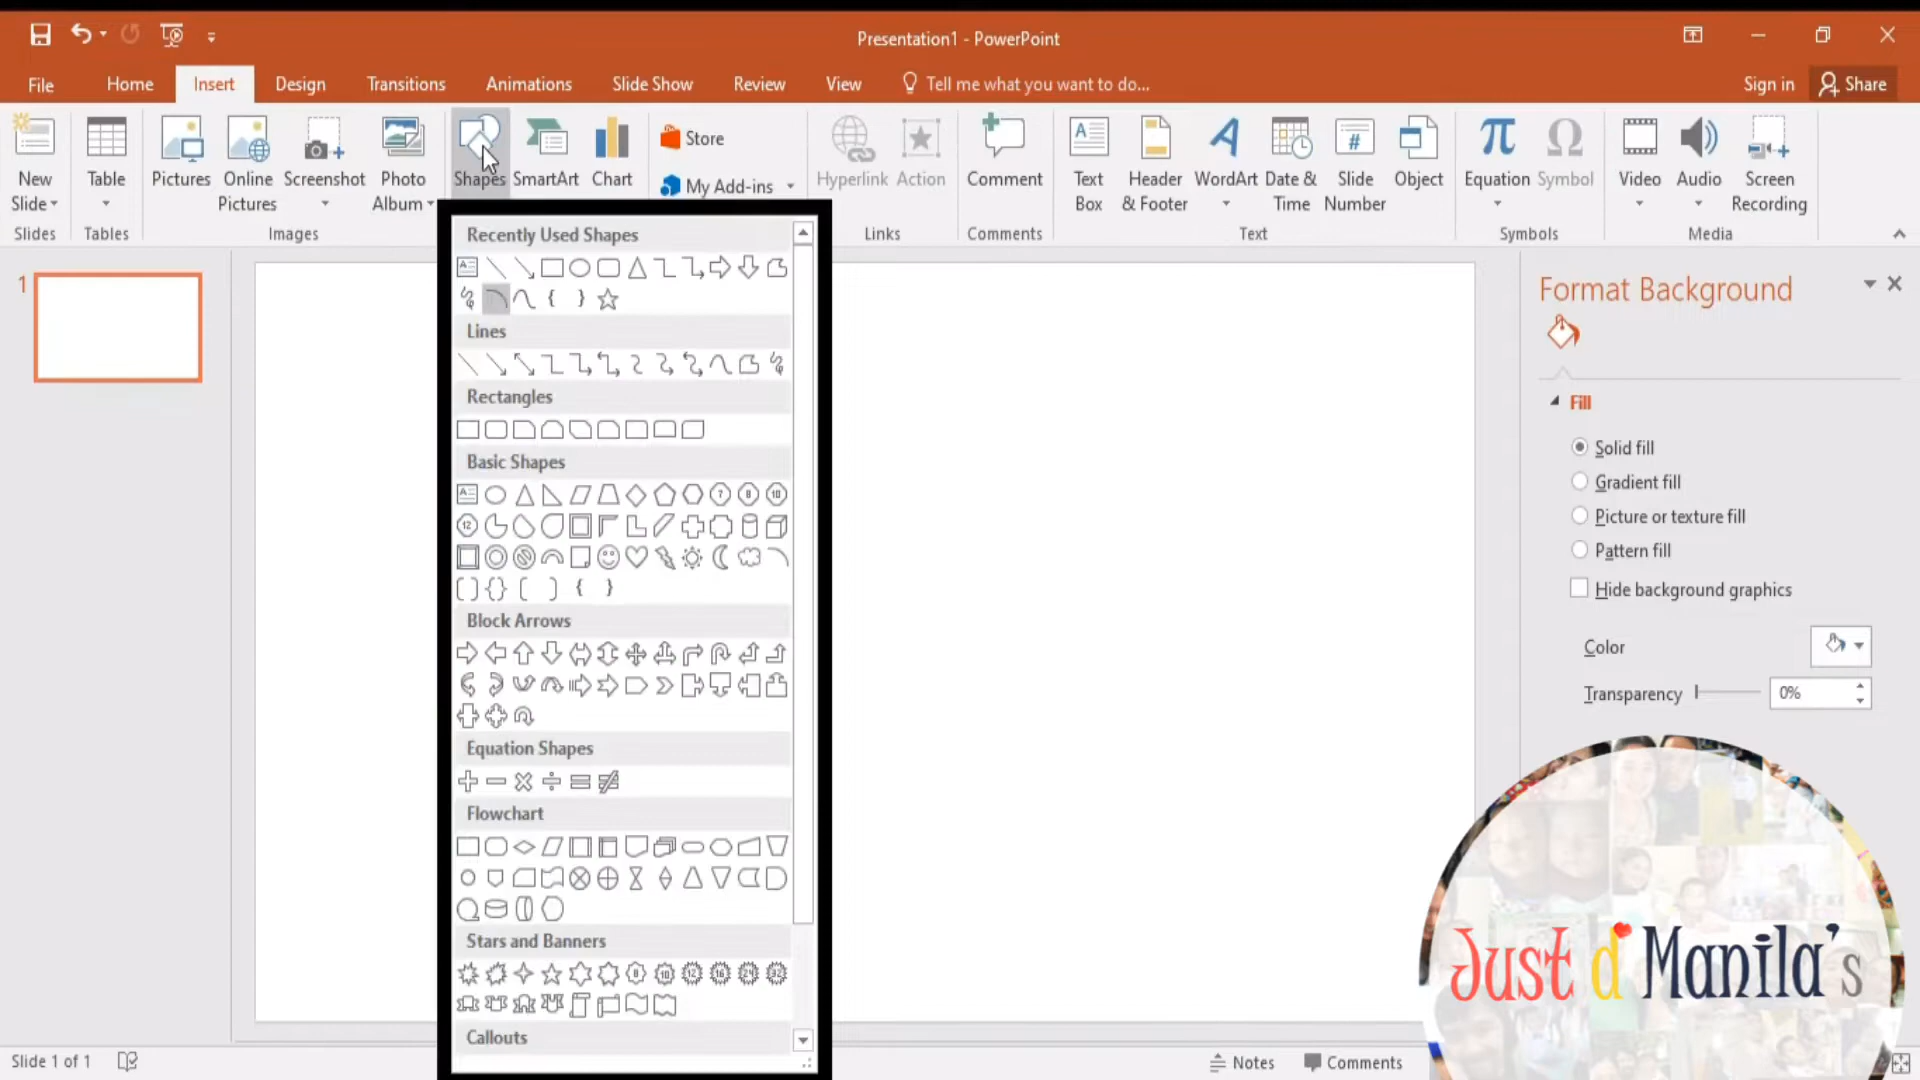 Presentation1 - PowerPoint
File Home Insert Design Transitions Animations Slide Show Review View Tell me what you want to do... Sign in Share
New Slide
Table
Pictures
Online Pictures
Screenshot
Photo Album
Shapes
SmartArt
Chart
Store
My Add-ins
Hyperlink
Action
Comment
Text Box
Header & Footer
WordArt
Date & Time
Slide Number
Object
Equation
Symbol
Video
Audio
Screen Recording
Slides Tables Images Links Comments Text Symbols Media
1
Recently Used Shapes
Lines
Rectangles
Basic Shapes
Block Arrows
Equation Shapes
Flowchart
Stars and Banners
Callouts
Format Background
Fill
Solid fill
Gradient fill
Picture or texture fill
Pattern fill
Hide background graphics
Color
Transparency 0%
Just d' Manila's
Slide 1 of 1
Notes Comments